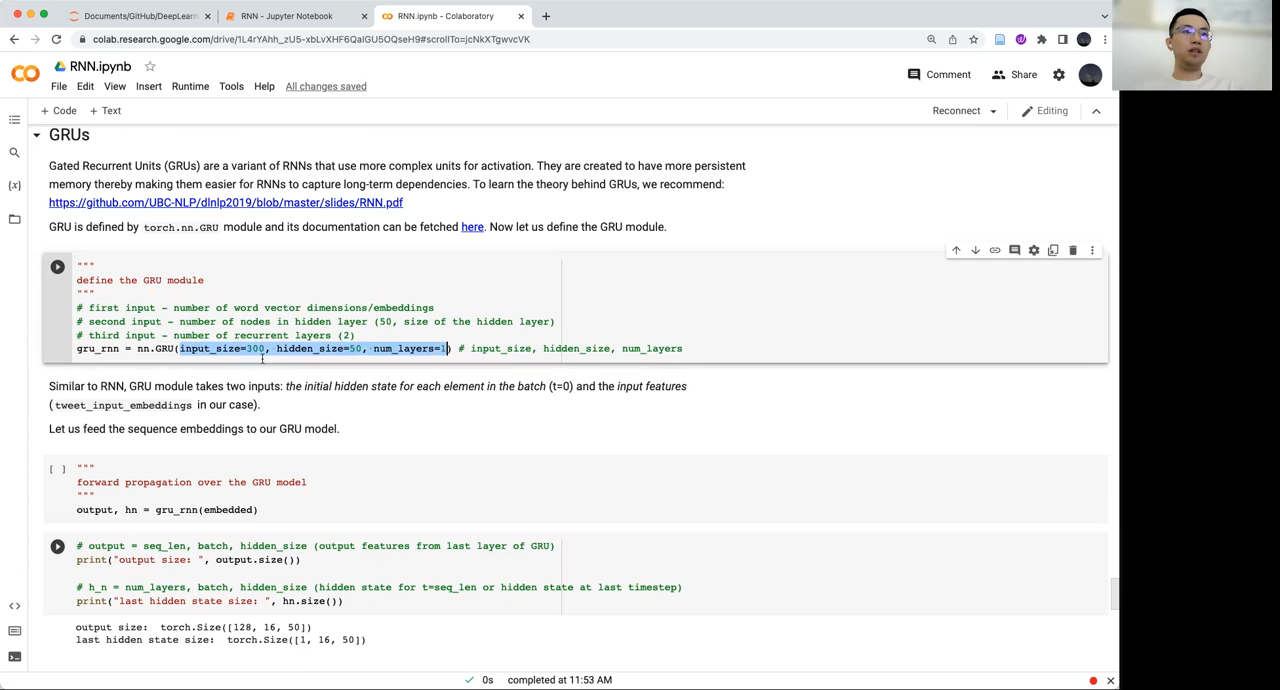 Documents/GitHub/DeepLearn
RNN - Jupyter Notebook
RNN.ipynb - Colaboratory
colab.research.google.com/drive/1L4rYAhh_zU5-xbLvXHF6QaIGU5OQseH9#scrollTo=jcNkXTgwvcVK
RNN.ipynb
Comment
Share
File Edit View Insert Runtime Tools Help All changes saved
+ Code + Text
Reconnect
Editing
GRUs
Gated Recurrent Units (GRUs) are a variant of RNNs that use more complex units for activation. They are created to have more persistent
memory thereby making them easier for RNNs to capture long-term dependencies. To learn the theory behind GRUs, we recommend:
https://github.com/UBC-NLP/dlnlp2019/blob/master/slides/RNN.pdf
GRU is defined by torch.nn.GRU module and its documentation can be fetched here. Now let us define the GRU module.
"""
define the GRU module
"""
# first input - number of word vector dimensions/embeddings
# second input - number of nodes in hidden layer (50, size of the hidden layer)
# third input - number of recurrent layers (2)
gru_rnn = nn.GRU(input_size=300, hidden_size=50, num_layers=1) # input_size, hidden_size, num_layers
Similar to RNN, GRU module takes two inputs: the initial hidden state for each element in the batch (t=0) and the input features
(tweet_input_embeddings in our case).
Let us feed the sequence embeddings to our GRU model.
[ ] """
forward propagation over the GRU model
"""
output, hn = gru_rnn(embedded)
# output = seq_len, batch, hidden_size (output features from last layer of GRU)
print("output size: ", output.size())
# h_n = num_layers, batch, hidden_size (hidden state for t=seq_len or hidden state at last timestep)
print("last hidden state size: ", hn.size())
output size:  torch.Size([128, 16, 50])
last hidden state size:  torch.Size([1, 16, 50])
0s completed at 11:53 AM